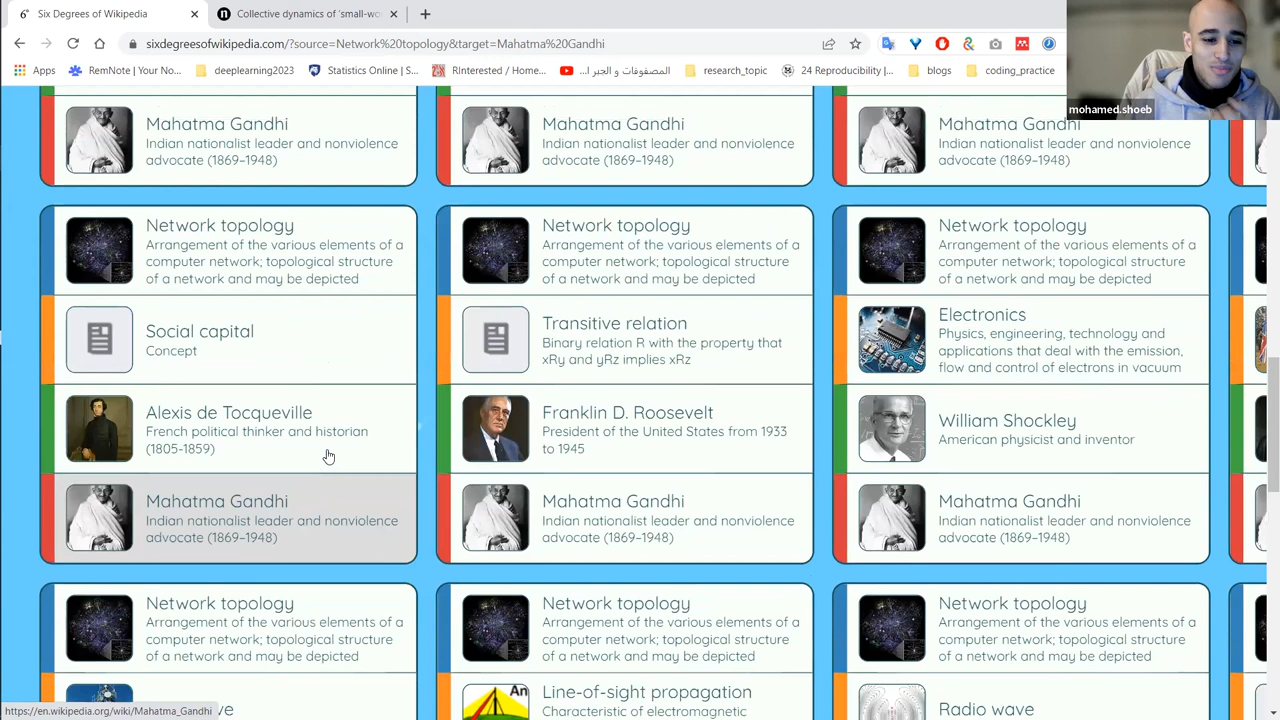 Six Degrees of Wikipedia
Collective dynamics of 'small-wo
sixdegreesofwikipedia.com/?source=Network%20topology&target=Mahatma%20Gandhi
Apps
RemNote | Your No...
deeplearning2023
Statistics Online | S...
RInterested / Home...
المصفوفات و الجبر ا...
research_topic
24 Reproducibility |...
blogs
coding_practice
mohamed.shoeb
Mahatma Gandhi
Indian nationalist leader and nonviolence
advocate (1869–1948)
Mahatma Gandhi
Indian nationalist leader and nonviolence
advocate (1869–1948)
Mahatma Gandhi
Indian nationalist leader and nonviolence
advocate (1869–1948)
Network topology
Arrangement of the various elements of a
computer network; topological structure
of a network and may be depicted
Social capital
Concept
Alexis de Tocqueville
French political thinker and historian
(1805-1859)
Mahatma Gandhi
Indian nationalist leader and nonviolence
advocate (1869–1948)
Network topology
Arrangement of the various elements of a
computer network; topological structure
of a network and may be depicted
Transitive relation
Binary relation R with the property that
xRy and yRz implies xRz
Franklin D. Roosevelt
President of the United States from 1933
to 1945
Mahatma Gandhi
Indian nationalist leader and nonviolence
advocate (1869–1948)
Network topology
Arrangement of the various elements of a
computer network; topological structure
of a network and may be depicted
Electronics
Physics, engineering, technology and
applications that deal with the emission,
flow and control of electrons in vacuum
William Shockley
American physicist and inventor
Mahatma Gandhi
Indian nationalist leader and nonviolence
advocate (1869–1948)
Network topology
Arrangement of the various elements of a
computer network; topological structure
of a network and may be depicted
Network topology
Arrangement of the various elements of a
computer network; topological structure
of a network and may be depicted
An
Line-of-sight propagation
Characteristic of electromagnetic
Network topology
Arrangement of the various elements of a
computer network; topological structure
of a network and may be depicted
Radio wave
https://en.wikipedia.org/wiki/Mahatma_Gandhi